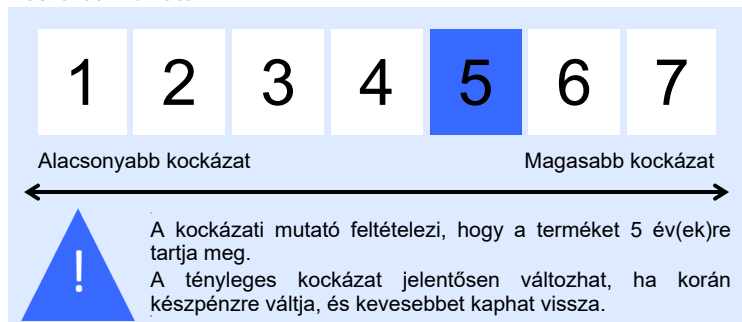 1 2 3 4 5 6 7
Alacsonyabb kockázat Magasabb kockázat
A kockázati mutató feltételezi, hogy a terméket 5 év(ek)re
tartja meg.
A tényleges kockázat jelentősen változhat, ha korán
készpénzre váltja, és kevesebbet kaphat vissza.
!